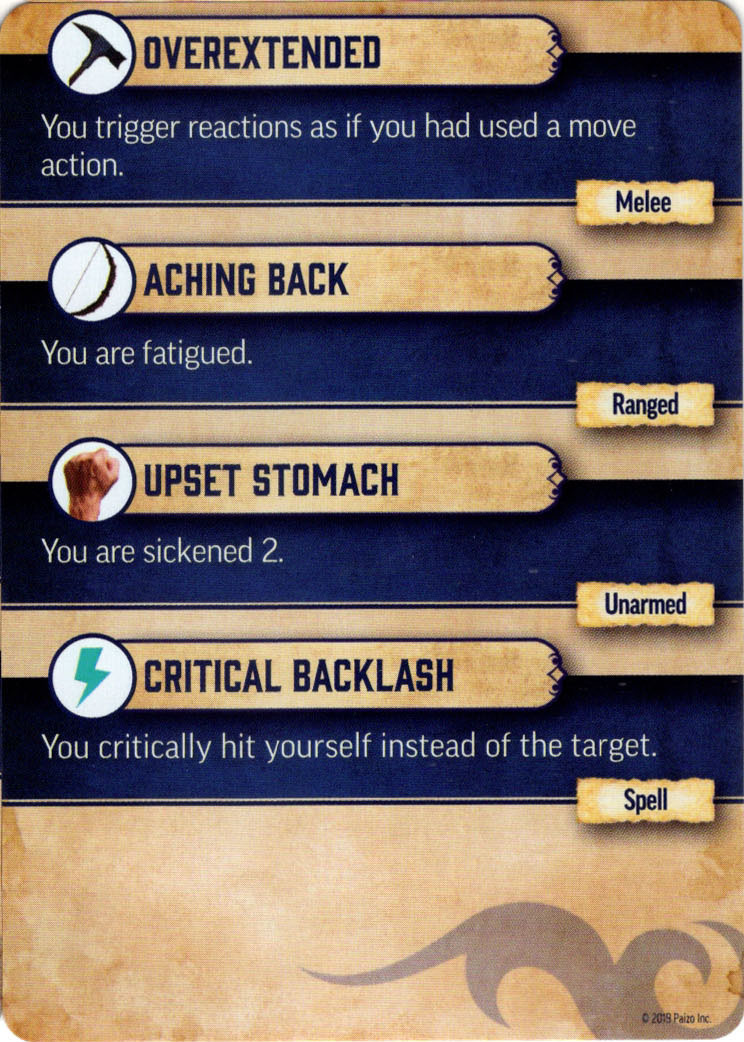 OVEREXTENDED
You trigger reactions as if you had used a move
action.
Melee
ACHING BACK
You are fatigued.
Ranged
UPSET STOMACH
You are sickened 2.
Unarmed
CRITICAL BACKLASH
You critically hit yourself instead of the target.
Spell
© 2019 Paizo Inc.